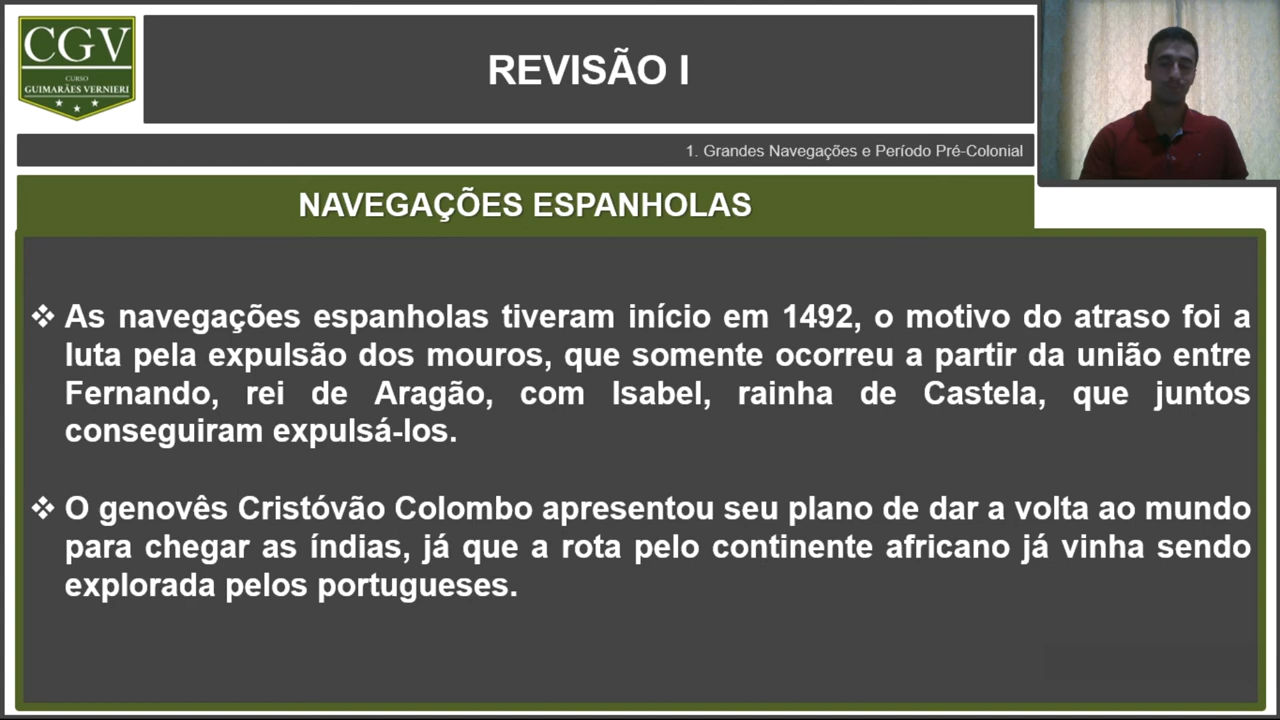 CGV
CURSO
GUIMARÃES VERNIERI
REVISÃO I
1. Grandes Navegações e Período Pré-Colonial
NAVEGAÇÕES ESPANHOLAS
❖ As navegações espanholas tiveram início em 1492, o motivo do atraso foi a
luta pela expulsão dos mouros, que somente ocorreu a partir da união entre
Fernando, rei de Aragão, com Isabel, rainha de Castela, que juntos
conseguiram expulsá-los.
❖ O genovês Cristóvão Colombo apresentou seu plano de dar a volta ao mundo
para chegar as índias, já que a rota pelo continente africano já vinha sendo
explorada pelos portugueses.